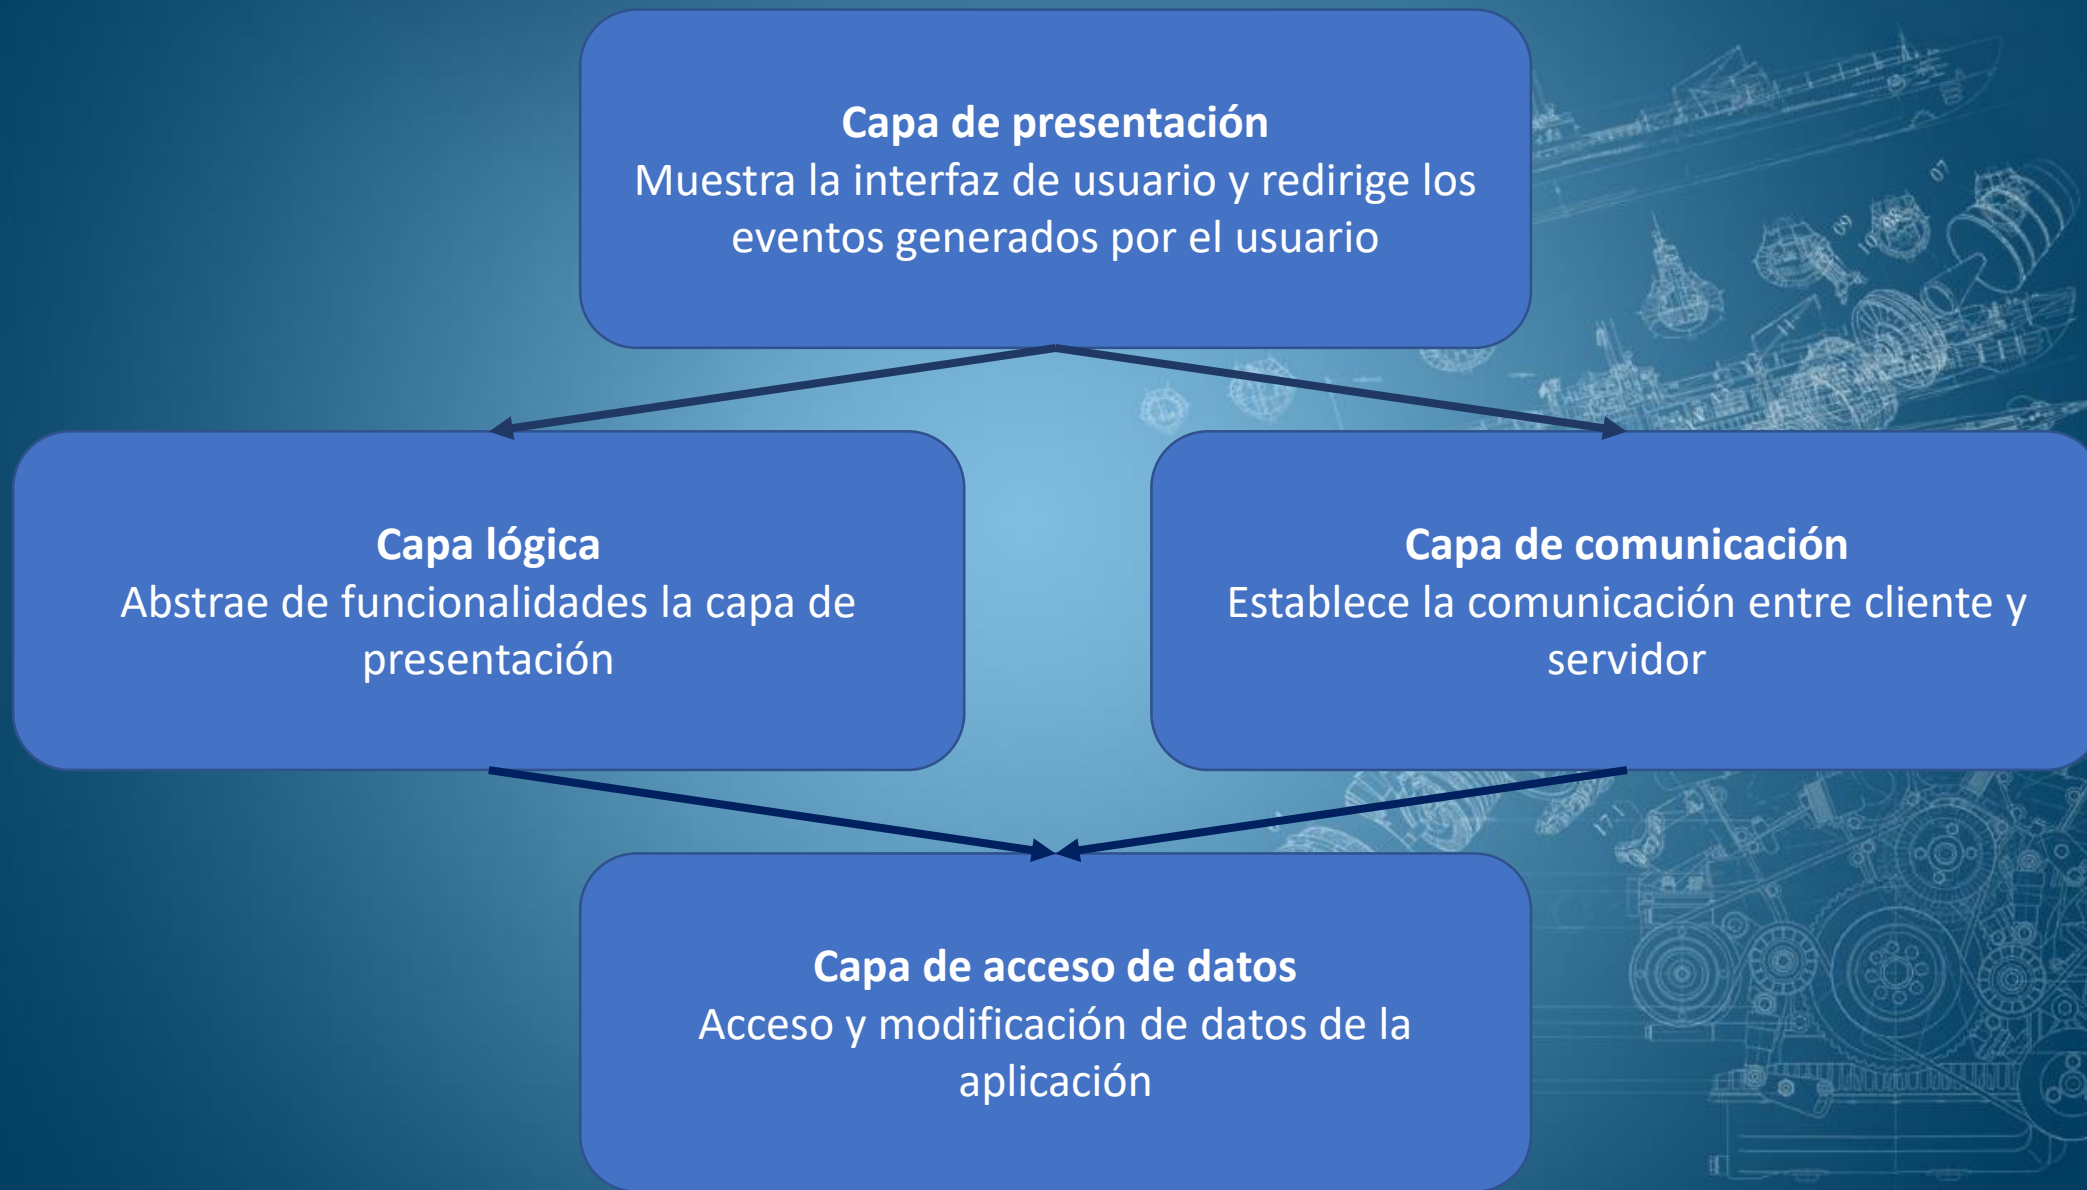 Capa de presentación
Muestra la interfaz de usuario y redirige los
eventos generados por el usuario
Capa lógica
Abstrae de funcionalidades la capa de
presentación
Capa de comunicación
Establece la comunicación entre cliente y
servidor
Capa de acceso de datos
Acceso y modificación de datos de la
aplicación